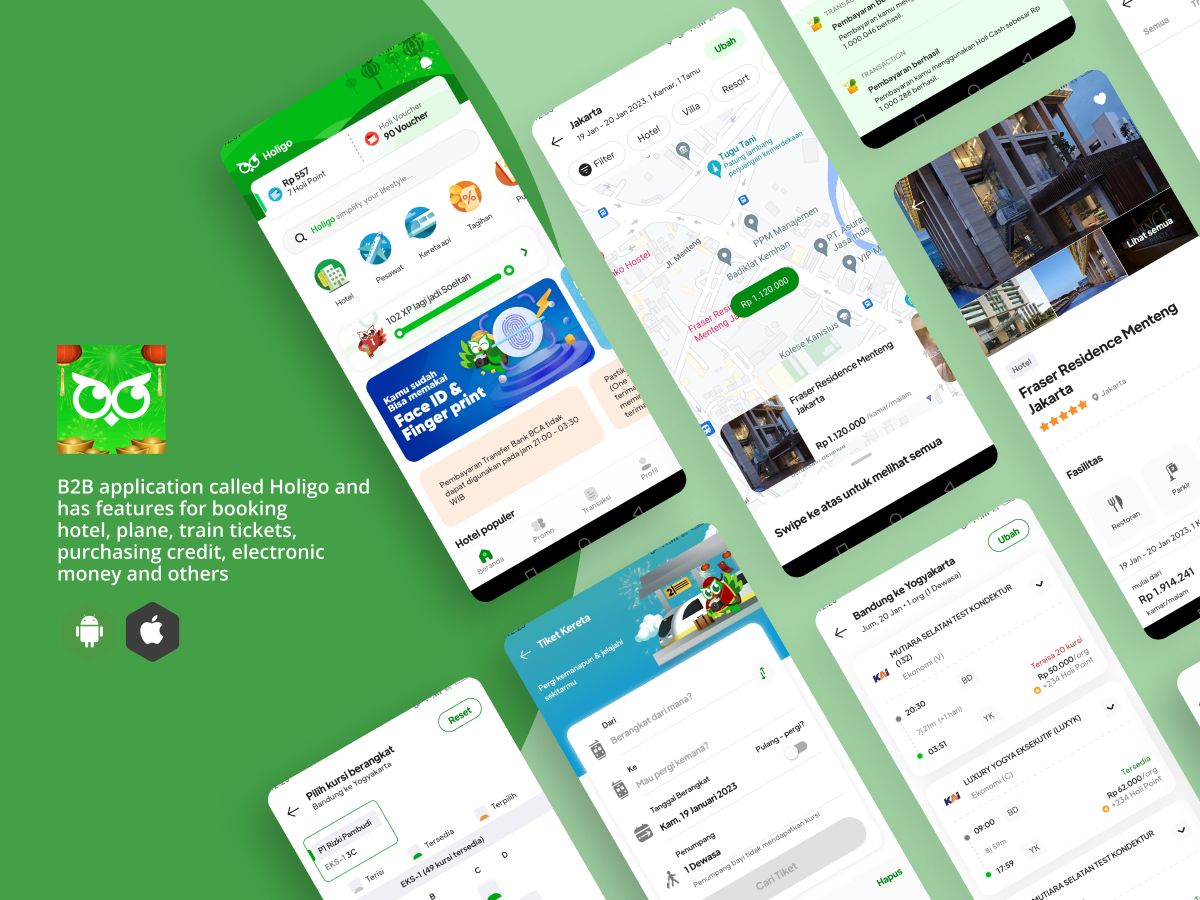 B2B application called Holigo and
has features for booking
hotel, plane, train tickets,
purchasing credit, electronic
money and others
Holigo
Rp 557
7 Holi Point
Holi Voucher
90 Voucher
Holigo simplify your lifestyle...
Hotel
Pesawat
Kereta api
Tagihan
102 XP lagi jadi Soeltan
Kamu sudah
Bisa memakai
Face ID &
Finger print
Pembayaran Transfer Bank BCA tidak
dapat digunakan pada jam 21:00 - 03:30
WIB
Hotel populer
Beranda
Promo
Transaksi
Profil
Jakarta
19 Jan - 20 Jan 2023, 1 Kamar, 1 Tamu
Ubah
Filter
Hotel
Villa
Resort
Tugu Tani
Patung lambang
perjuangan kemerdekaan
Jl. Menteng
PPM Manajemen
Badiklat Kemhan
Rp 1.120.000
Kolese Kanisius
Fraser Residence Menteng
Jakarta
Rp 1.120.000 /kamar/malam
Swipe ke atas untuk melihat semua
TRANSACTION
Pembayaran kamu menggunakan Holi Cash sebesar Rp
1.000.046 berhasil.
TRANSACTION
Pembayaran berhasil
Pembayaran kamu menggunakan Holi Cash sebesar Rp
1.000.288 berhasil.
Semua
Lihat semua
Hotel
Fraser Residence Menteng
Jakarta
Jakarta
Fasilitas
Restoran
Parkir
19 Jan - 20 Jan 2023, 1
mulai dari
Rp 1.914.241
kamar/malam
Pilih kursi berangkat
Bandung ke Yogyakarta
Reset
P1 Rizki Pambudi
EKS-1 3C
Terisi
Tersedia
Terpilih
EKS-1 (49 kursi tersedia)
B
C
D
Tiket Kereta
Pergi kemanapun & jelajahi
sekitarmu
2
Dari
Berangkat dari mana?
Ke
Mau pergi kemana?
Tanggal Berangkat
Kam, 19 Januari 2023
Pulang - pergi?
Penumpang
1 Dewasa
Penumpang bayi tidak mendapatkan kursi
Cari Tiket
Hapus
Bandung ke Yogyakarta
Jum, 20 Jan • 1 org (1 Dewasa)
Ubah
KAI
MUTIARA SELATAN TEST KONDEKTUR
(132)
Ekonomi (V)
20:30
BD
7j 21m (+1 hari)
03:51
YK
Tersisa 20 kursi
Rp 50.000/org
+234 Holi Point
KAI
LUXURY YOGYA EKSEKUTIF (LUXYK)
Ekonomi (C)
09:00
BD
8j 59m
17:59
YK
Tersedia
Rp 62.000/org
+234 Holi Point
MUTIARA SELATAN TEST KONDEKTUR